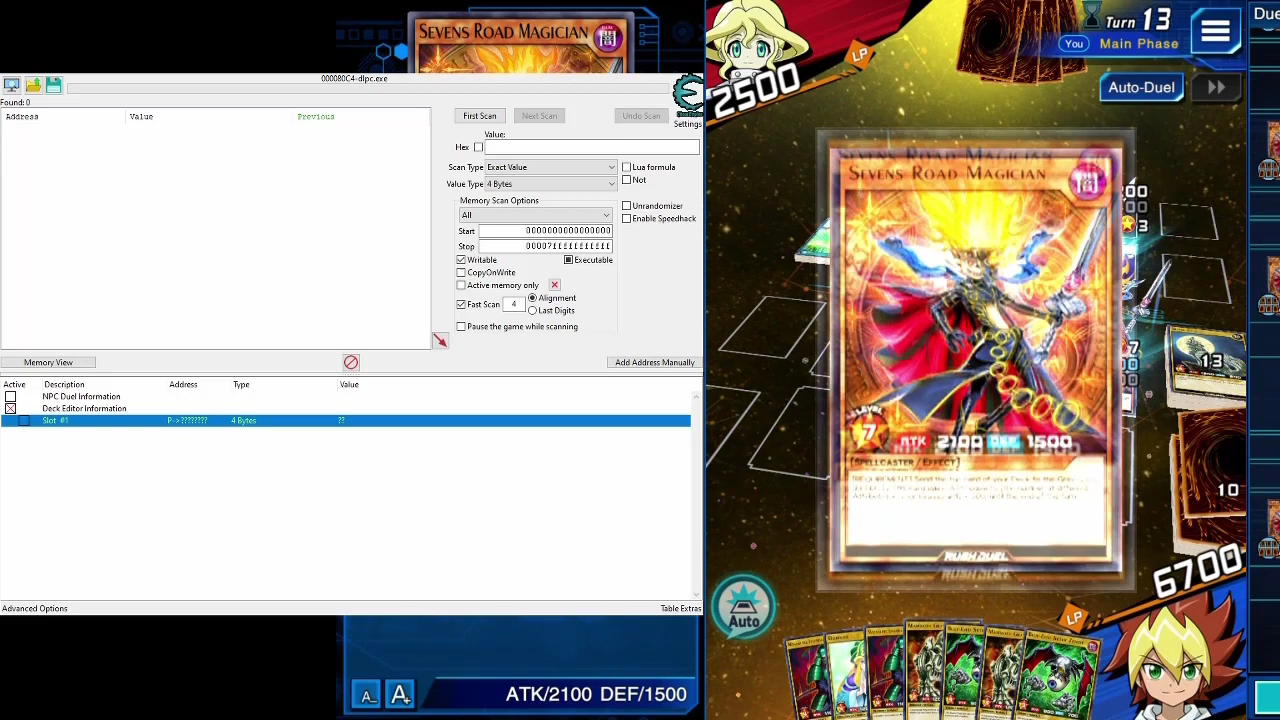 SEVENS ROAD MAGICIAN
000080C4-dlpc.exe
Found: 0
Address Value Previous
First Scan Next Scan Undo Scan
Settings
Value:
Hex
Scan Type Exact Value
Lua formula
Value Type 4 Bytes
Not
Memory Scan Options
All
Unrandomizer
Enable Speedhack
Start 0000000000000000
Stop 00007fffffffffff
Writable Executable
CopyOnWrite
Active memory only
Fast Scan 4 Alignment
Last Digits
Pause the game while scanning
Memory View
Add Address Manually
Active Description Address Type Value
NPC Duel Information
Deck Editor Information
Slot #1 P->???????? 4 Bytes ??
Advanced Options Table Extras
A- A+ ATK/2100 DEF/1500
LP
2500
Turn 13
You Main Phase
Auto-Duel
Due
SEVENS ROAD MAGICIAN
闇
3
13
LEVEL
7
ATK 2100 DEF 1500
[SPELLCASTER / EFFECT]
RUSH DUEL
10
6700
LP
Auto